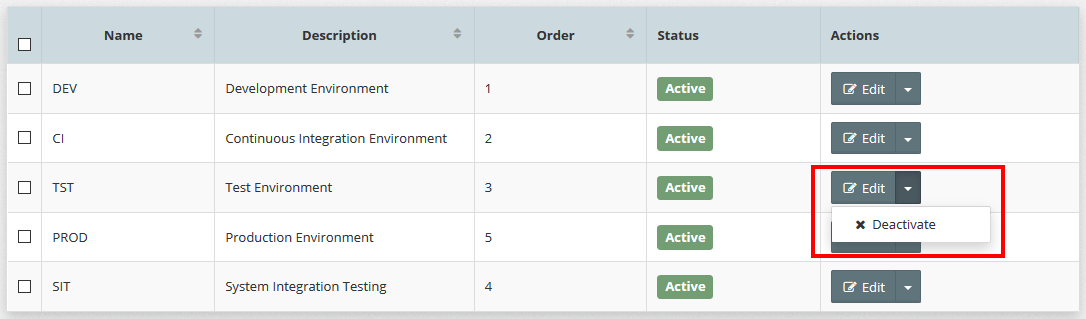 Name Description Order Status Actions
DEV Development Environment 1 Active Edit
CI Continuous Integration Environment 2 Active Edit
TST Test Environment 3 Active Edit
Deactivate
PROD Production Environment 5 Active
SIT System Integration Testing 4 Active Edit